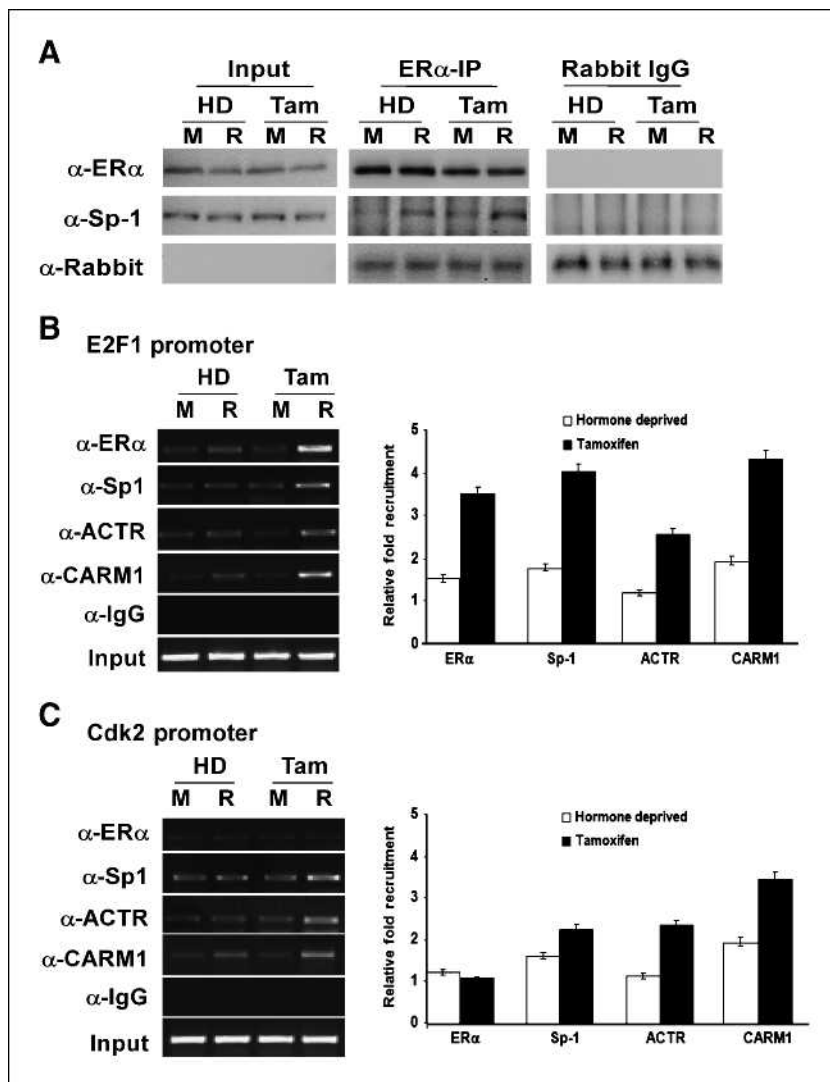 A
Input ERα-IP Rabbit IgG
HD Tam HD Tam HD Tam
M R M R M R M R M R M R
α-ERα
α-Sp-1
α-Rabbit
B
E2F1 promoter
HD Tam
M R M R
α-ERα
α-Sp1
α-ACTR
α-CARM1
α-IgG
Input
Hormone deprived
Tamoxifen
Relative fold recruitment
5
4
3
2
1
0
ERα Sp-1 ACTR CARM1
C
Cdk2 promoter
HD Tam
M R M R
α-ERα
α-Sp1
α-ACTR
α-CARM1
α-IgG
Input
Hormone deprived
Tamoxifen
Relative fold recruitment
5
4
3
2
1
0
ERα Sp-1 ACTR CARM1